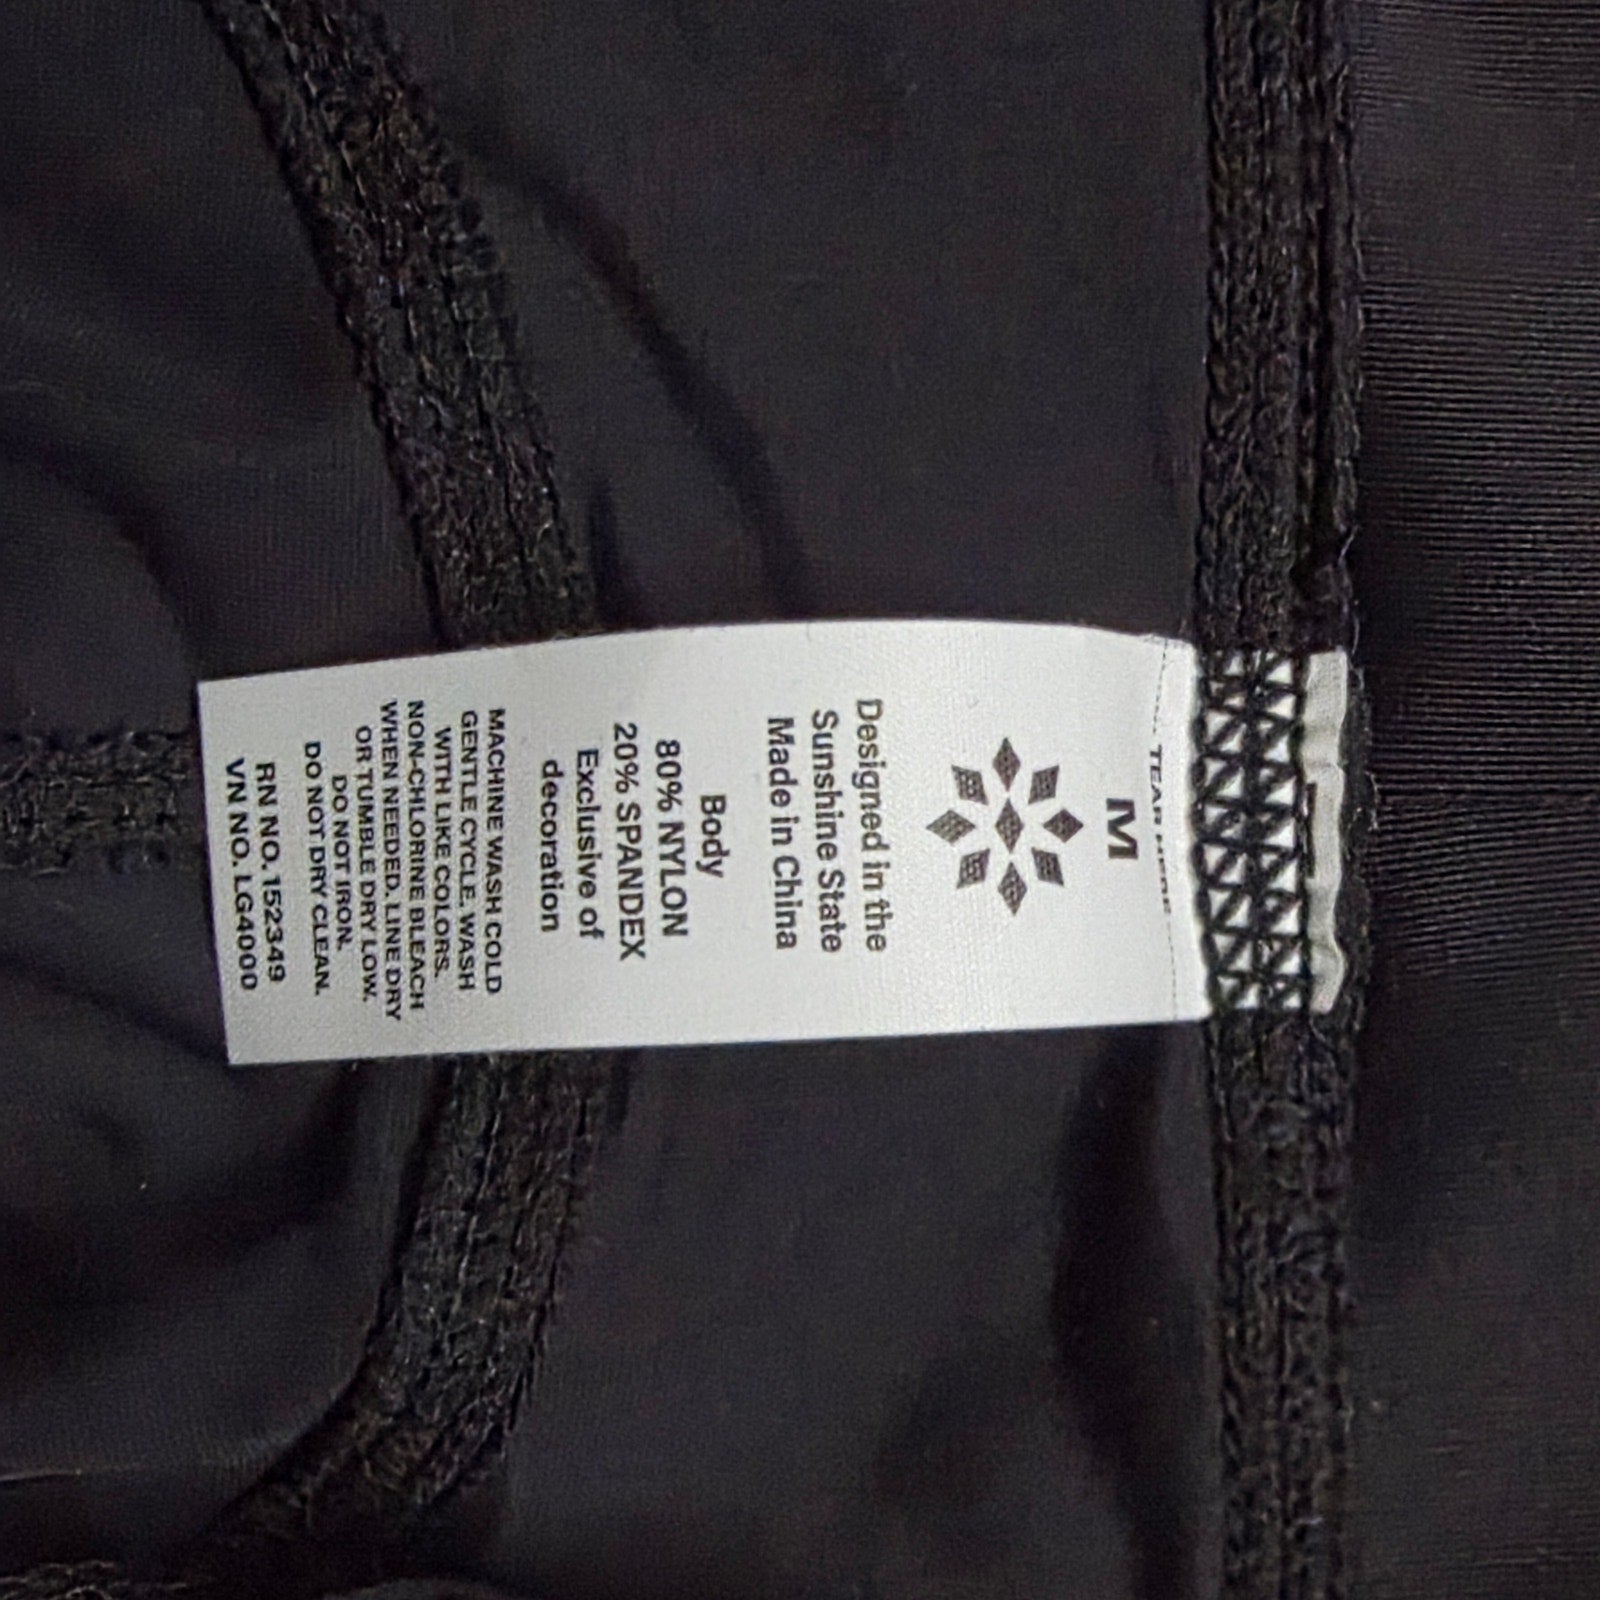 TEAR HERE
M
Designed in the
Sunshine State
Made in China
Body
80% NYLON
20% SPANDEX
Exclusive of
decoration
MACHINE WASH COLD
GENTLE CYCLE. WASH
WITH LIKE COLORS.
NON-CHLORINE BLEACH
WHEN NEEDED. LINE DRY
OR TUMBLE DRY LOW.
DO NOT IRON.
DO NOT DRY CLEAN.
RN NO. 152349
VN NO. LG4000